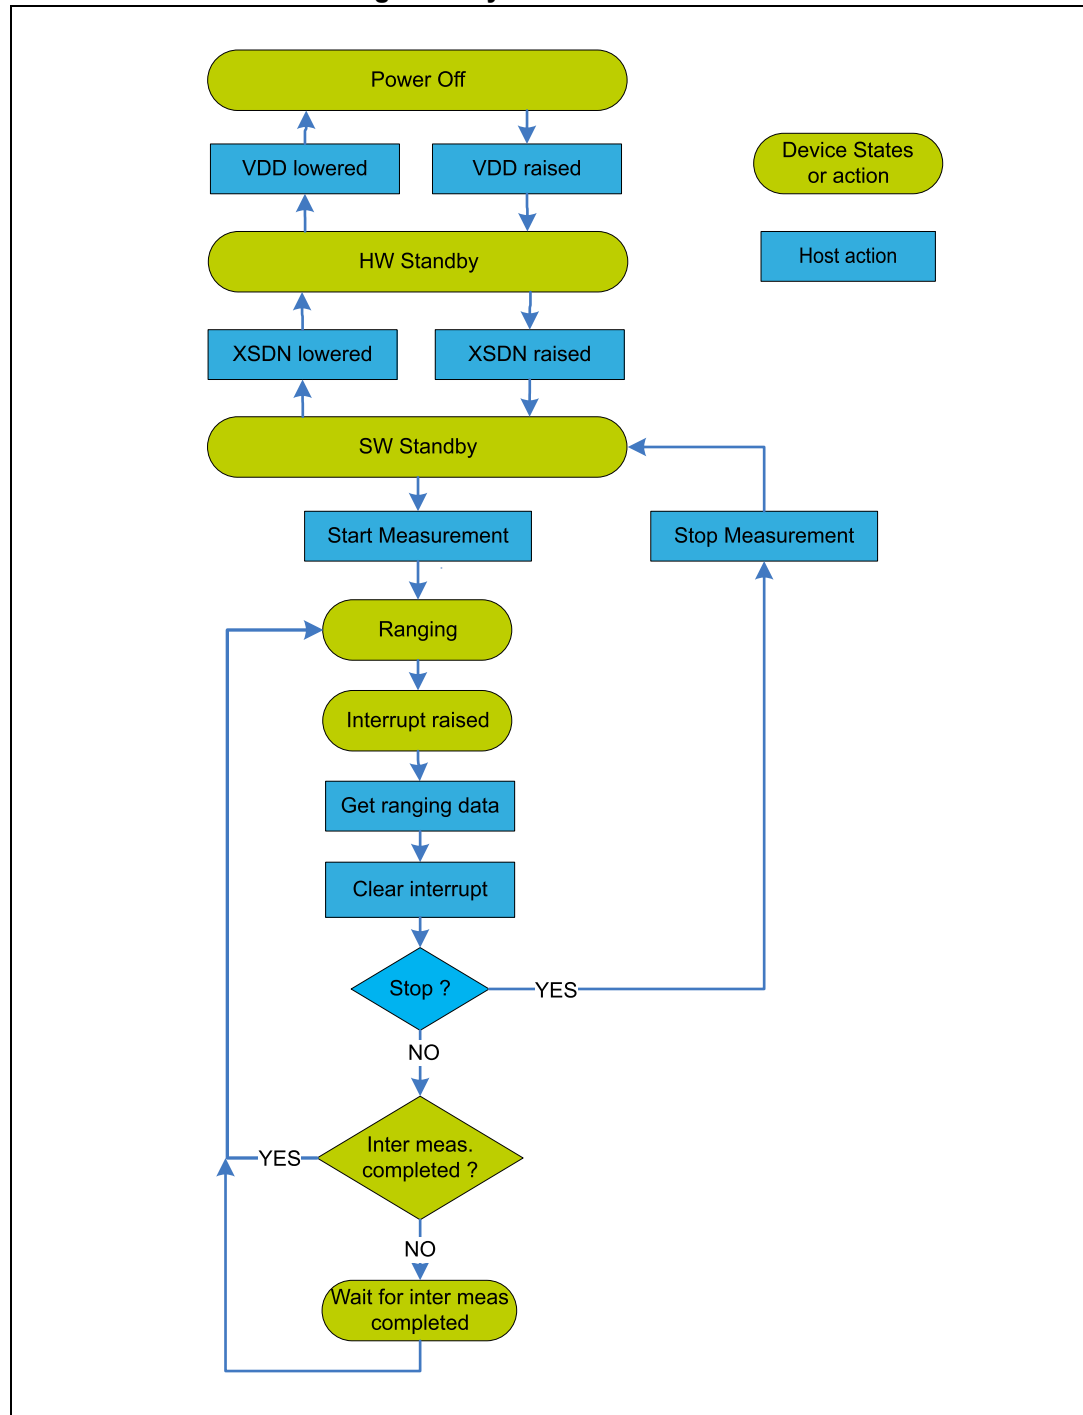 Power Off
VDD lowered
VDD raised
Device States
or action
HW Standby
Host action
XSDN lowered
XSDN raised
SW Standby
Start Measurement
Stop Measurement
Ranging
Interrupt raised
Get ranging data
Clear interrupt
Stop ?
YES
NO
Inter meas.
completed ?
YES
NO
Wait for inter meas
completed